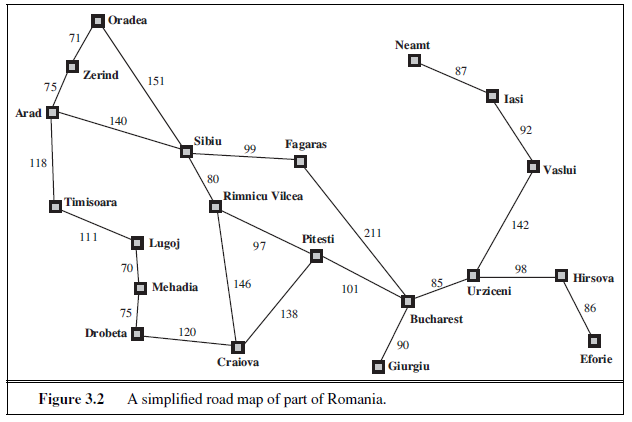 Oradea
71
Neamt
Zerind
87
151
75
Iasi
Arad
140
92
Sibiu
99
Fagaras
118
Vaslui
80
Rimnicu Vilcea
Timisoara
142
111
211
Lugoj
97
Pitesti
70
98
Hirsova
146
101
85
Mehadia
Urziceni
75
138
86
Bucharest
Drobeta
120
90
Craiova
Giurgiu
Eforie
Figure 3.2 A simplified road map of part of Romania.